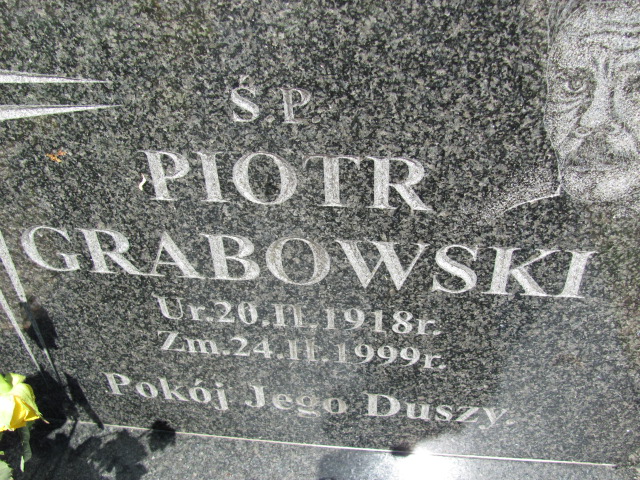 Ś P
PIOTR
GRABOWSKI
Ur.20.II.1918r.
Zm.24.II.1999r.
Pokój Jego Duszy.